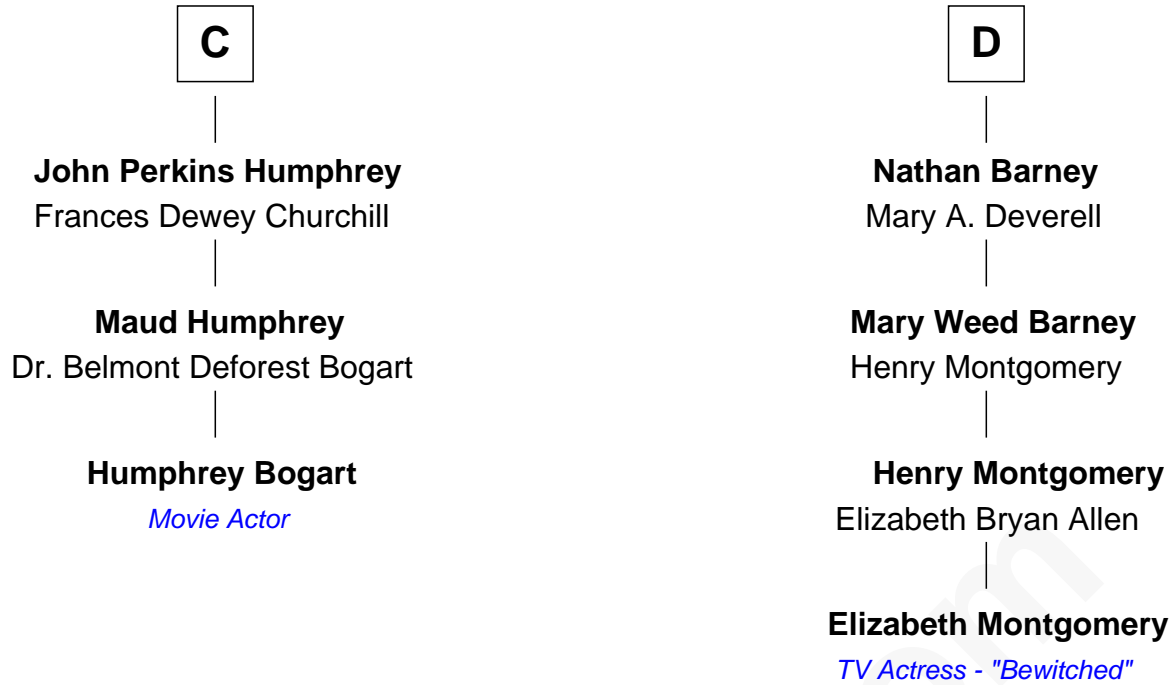 C
John Perkins Humphrey
Frances Dewey Churchill
Maud Humphrey
Dr. Belmont Deforest Bogart
Humphrey Bogart
Movie Actor
D
Nathan Barney
Mary A. Deverell
Mary Weed Barney
Henry Montgomery
Henry Montgomery
Elizabeth Bryan Allen
Elizabeth Montgomery
TV Actress - "Bewitched"